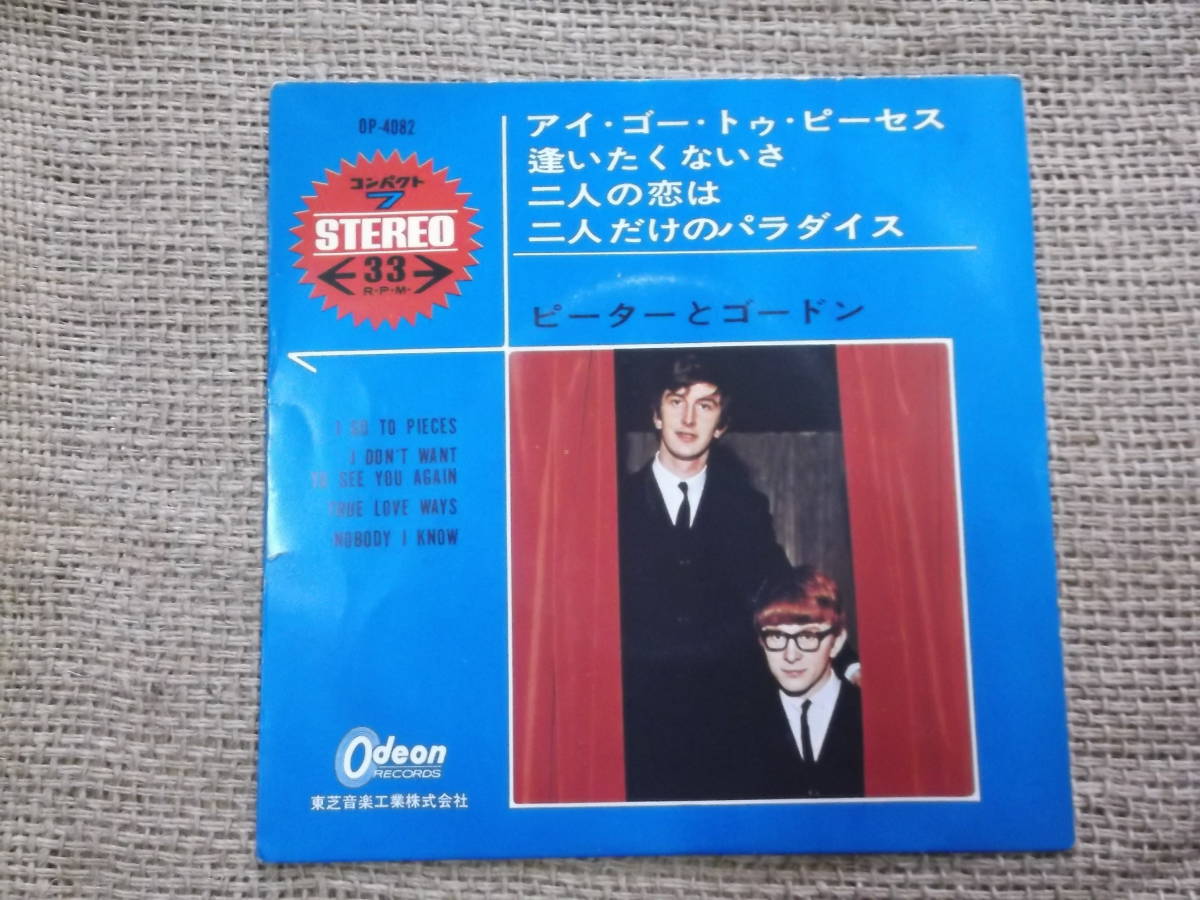 OP-4082
コンパクト
7
STEREO
33
R·P·M·
アイ・ゴー・トゥ・ピーセス
逢いたくないさ
二人の恋は
二人だけのパラダイス
ピーターとゴードン
I GO TO PIECES
I DON'T WANT
TO SEE YOU AGAIN
TRUE LOVE WAYS
NOBODY I KNOW
Odeon
RECORDS
東芝音楽工業株式会社